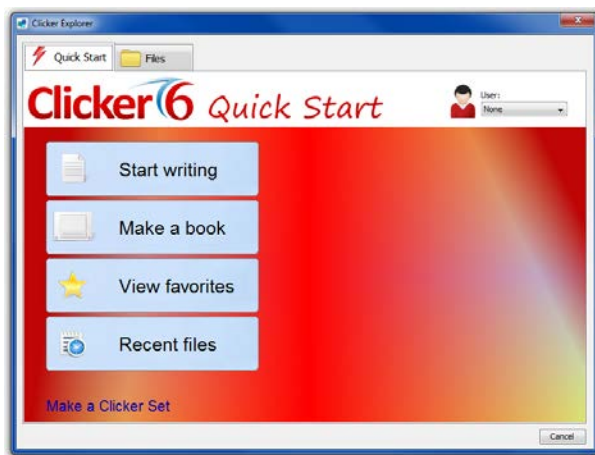 Clicker Explorer
Quick Start
Files
Clicker 6 Quick Start
User:
None
Start writing
Make a book
View favorites
Recent files
Make a Clicker Set
Cancel